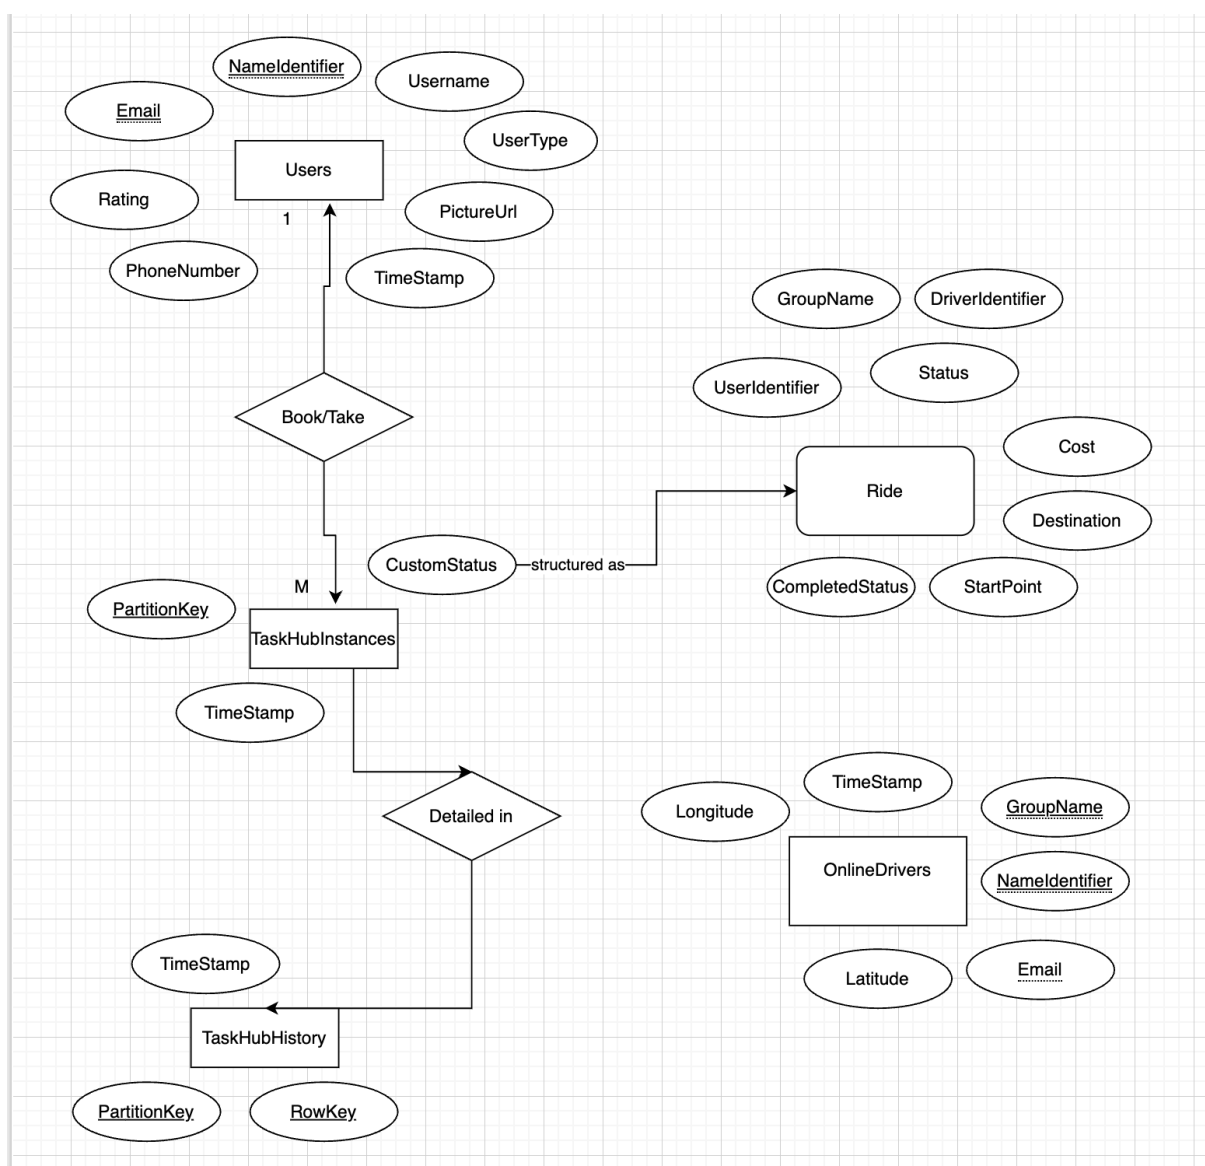 NameIdentifier
Username
Email
UserType
Users
Rating
PictureUrl
1
PhoneNumber
TimeStamp
GroupName
DriverIdentifier
Status
UserIdentifier
Book/Take
Cost
Ride
Destination
CustomStatus
structured as
CompletedStatus
StartPoint
M
PartitionKey
TaskHubInstances
TimeStamp
TimeStamp
Longitude
GroupName
Detailed in
OnlineDrivers
NameIdentifier
TimeStamp
Latitude
Email
TaskHubHistory
PartitionKey
RowKey